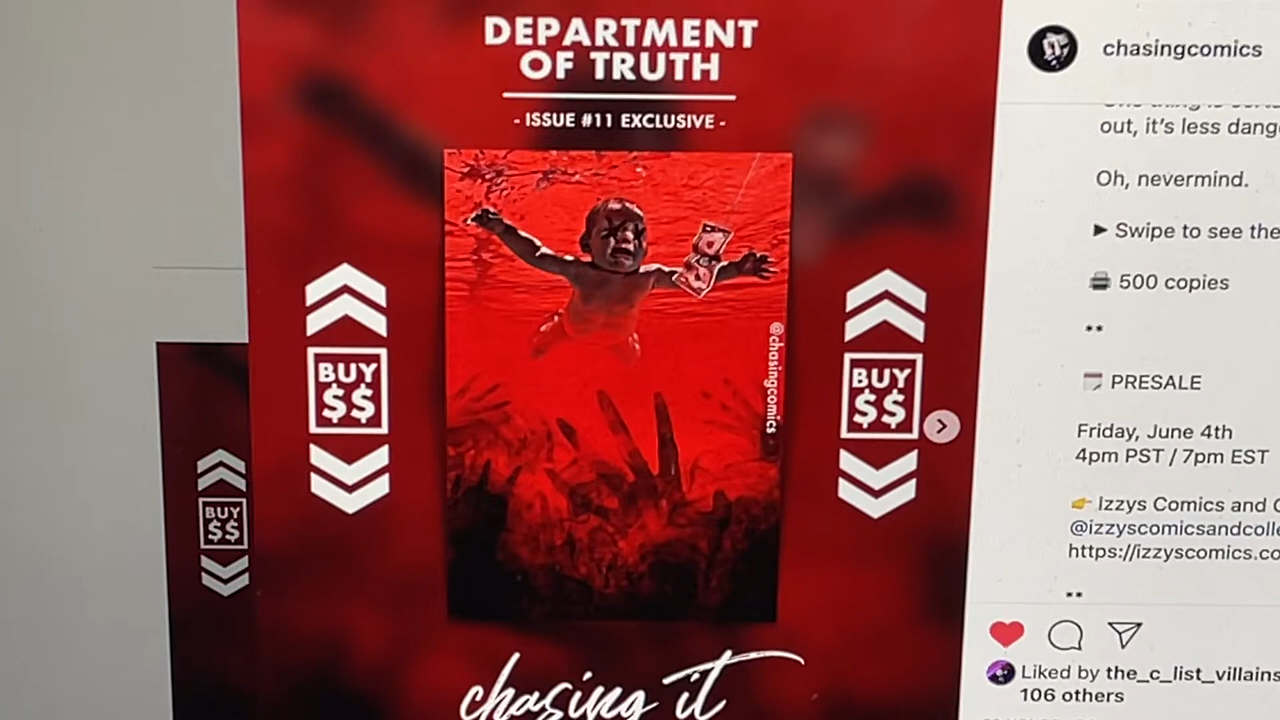 DEPARTMENT
OF TRUTH
- ISSUE #11 EXCLUSIVE -
BUY
$$
@chasingcomics
BUY
$$
BUY
$$
chasing it
chasingcomics
out, it's less dang
Oh, nevermind.
► Swipe to see the
500 copies
**
PRESALE
Friday, June 4th
4pm PST / 7pm EST
Izzys Comics and C
@izzyscomicsandcolle
https://izzyscomics.co
**
Liked by the_c_list_villains
106 others